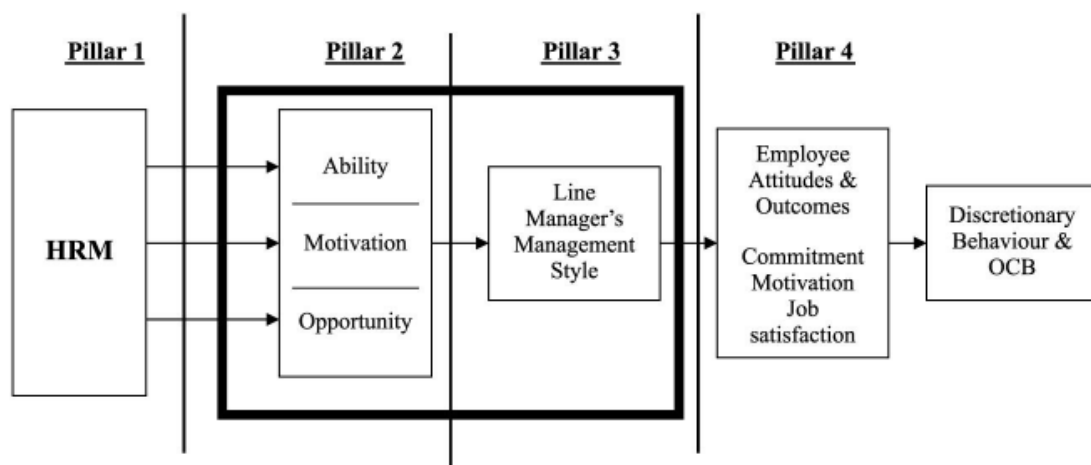 Pillar 1
Pillar 2
Pillar 3
Pillar 4
HRM
Ability
Motivation
Opportunity
Line
Manager’s
Management
Style
Employee
Attitudes &
Outcomes
Commitment
Motivation
Job
satisfaction
Discretionary
Behaviour &
OCB